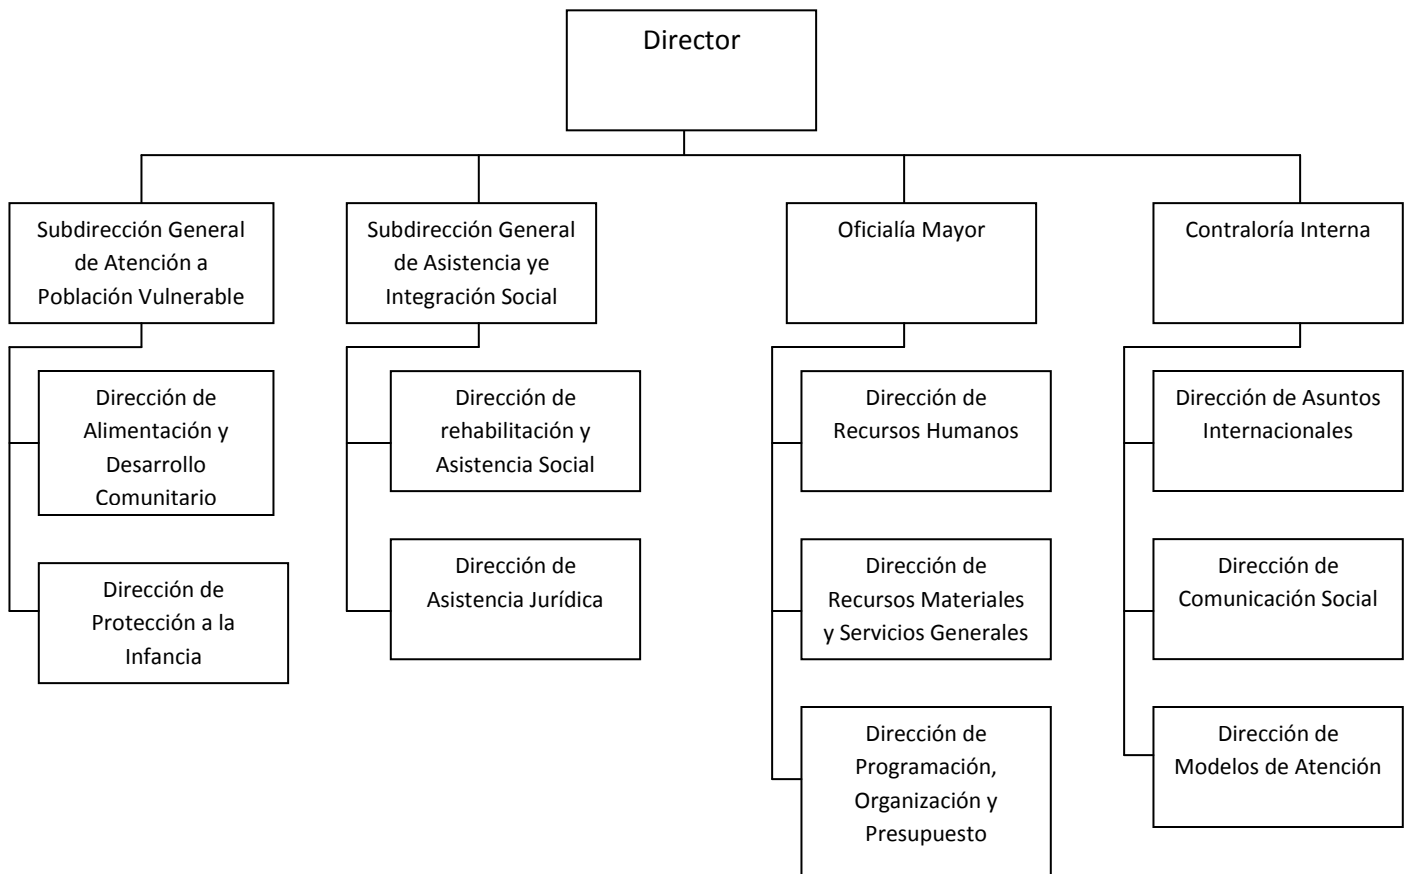 Director
Subdirección General
de Atención a
Población Vulnerable
Subdirección General
de Asistencia ye
Integración Social
Oficialía Mayor
Contraloría Interna
Dirección de
Alimentación y
Desarrollo
Comunitario
Dirección de
rehabilitación y
Asistencia Social
Dirección de
Recursos Humanos
Dirección de Asuntos
Internacionales
Dirección de
Protección a la
Infancia
Dirección de
Asistencia Jurídica
Dirección de
Recursos Materiales
y Servicios Generales
Dirección de
Comunicación Social
Dirección de
Programación,
Organización y
Presupuesto
Dirección de
Modelos de Atención